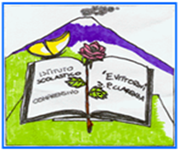 ISTITUTO
SCOLASTICO
COMPRENSIVO
"E. VITTORINI"